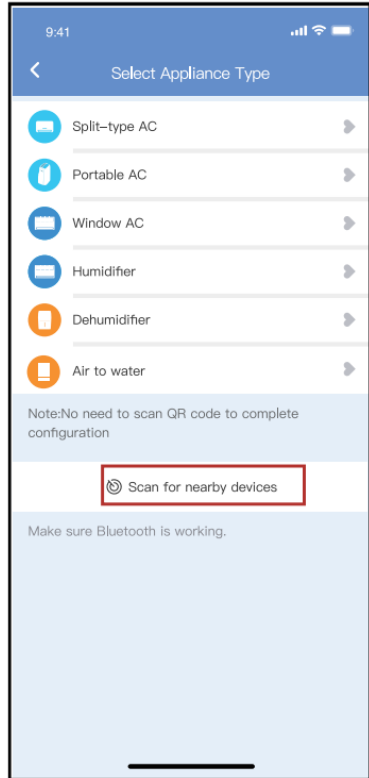 9:41
Select Appliance Type
Split-type AC
Portable AC
Window AC
Humidifier
Dehumidifier
Air to water
Note:No need to scan QR code to complete
configuration
Scan for nearby devices
Make sure Bluetooth is working.